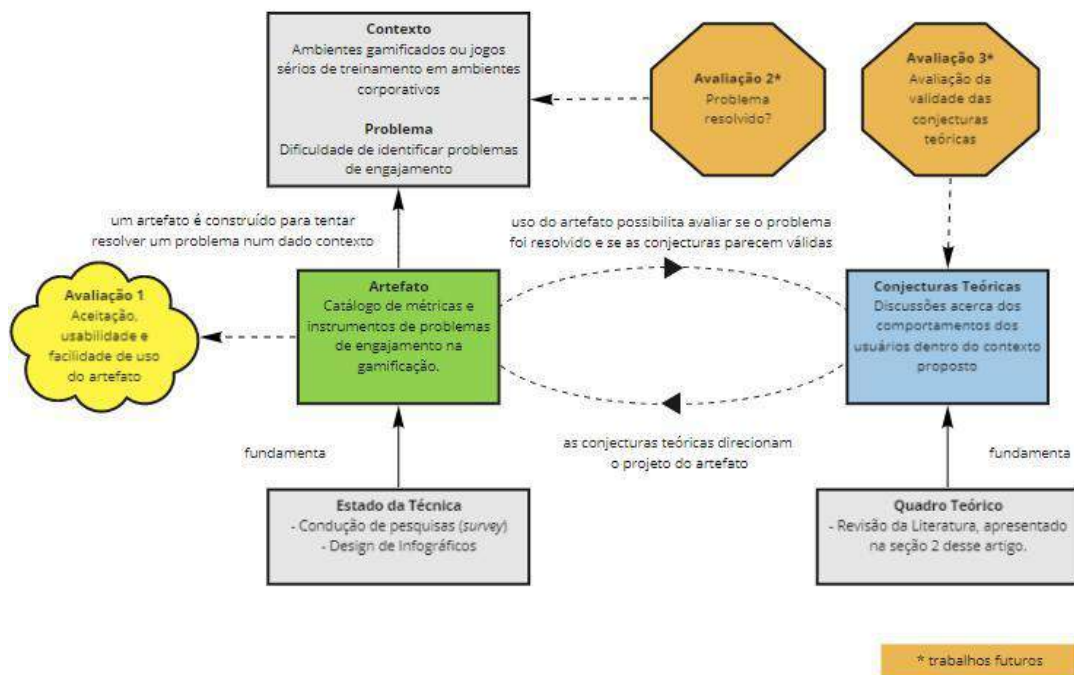 Contexto
Ambientes gamificados ou jogos
sérios de treinamento em ambientes
corporativos
Problema
Dificuldade de identificar problemas
de engajamento
Avaliação 2*
Problema
resolvido?
Avaliação 3*
Avaliação da
validade das
conjecturas
teóricas
um artefato é construído para tentar
resolver um problema num dado contexto
uso do artefato possibilita avaliar se o problema
foi resolvido e se as conjecturas parecem válidas
Avaliação 1
Aceitação,
usabilidade e
facilidade de uso
do artefato
Artefato
Catálogo de métricas e
instrumentos de problemas
de engajamento na
gamificação.
Conjecturas Teóricas
Discussões acerca dos
comportamentos dos
usuários dentro do contexto
proposto
as conjecturas teóricas direcionam
o projeto do artefato
fundamenta
fundamenta
Estado da Técnica
- Condução de pesquisas (survey)
- Design de Infográficos
Quadro Teórico
- Revisão da Literatura, apresentado
na seção 2 desse artigo.
* trabalhos futuros